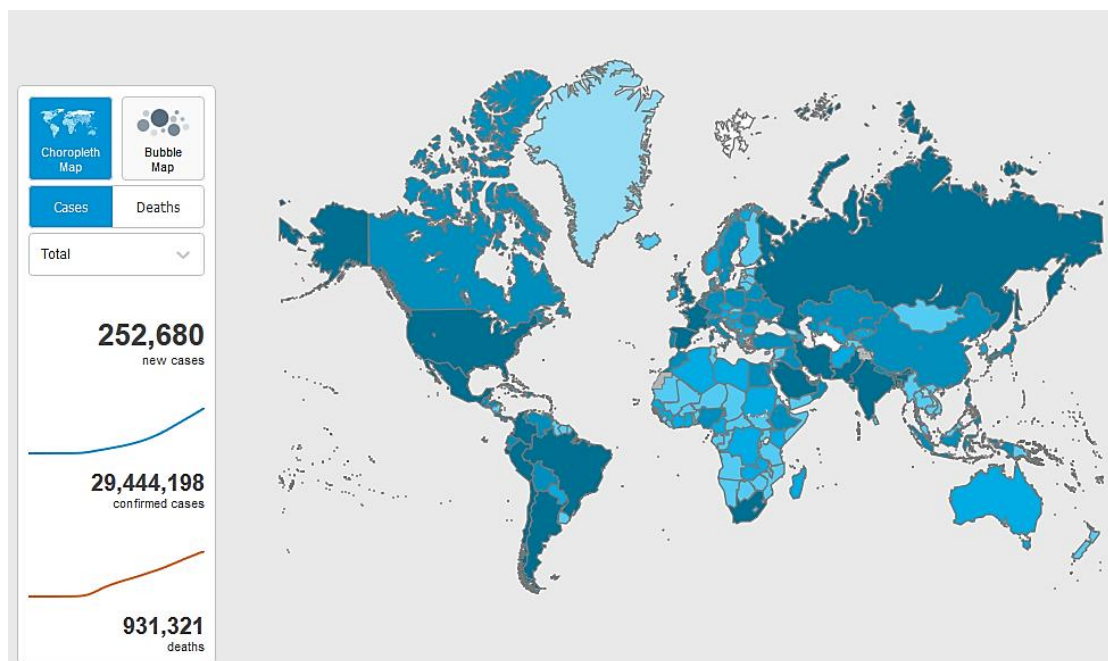 Choropleth
Map
Bubble
Map
Cases
Deaths
Total
252,680
new cases
29,444,198
confirmed cases
931,321
deaths